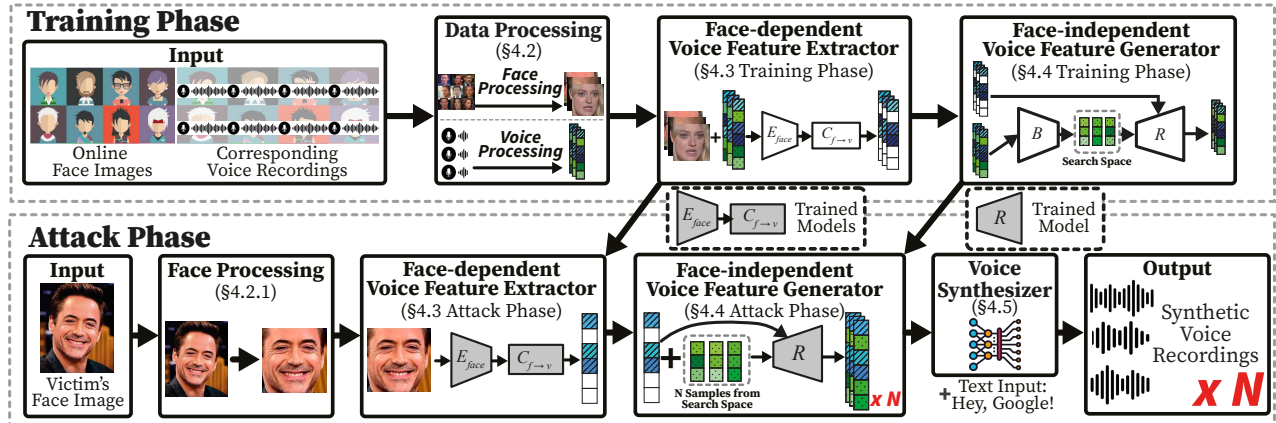 Training Phase
Input
Online
Face Images
Corresponding
Voice Recordings
Data Processing
(§4.2)
Face
Processing
Voice
Processing
Face-dependent
Voice Feature Extractor
(§4.3 Training Phase)
+
E_face
C_f→v
Face-independent
Voice Feature Generator
(§4.4 Training Phase)
B
R
Search Space
E_face
C_f→v
Trained
Models
R
Trained
Model
Attack Phase
Input
Victim's
Face Image
Face Processing
(§4.2.1)
Face-dependent
Voice Feature Extractor
(§4.3 Attack Phase)
E_face
C_f→v
Face-independent
Voice Feature Generator
(§4.4 Attack Phase)
+
R
N Samples from
Search Space
x N
Voice
Synthesizer
(§4.5)
+ Text Input:
Hey, Google!
Output
Synthetic
Voice
Recordings
x N